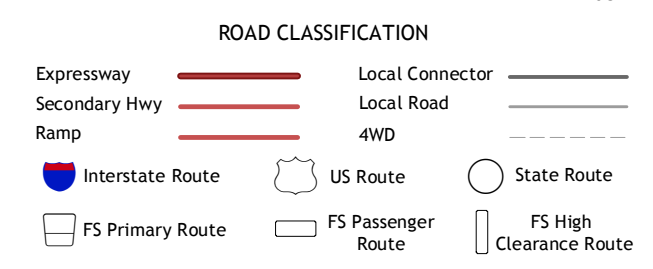 ROAD CLASSIFICATION
Expressway
Local Connector
Secondary Hwy
Local Road
Ramp
4WD
Interstate Route
US Route
State Route
FS Primary Route
FS Passenger
Route
FS High
Clearance Route